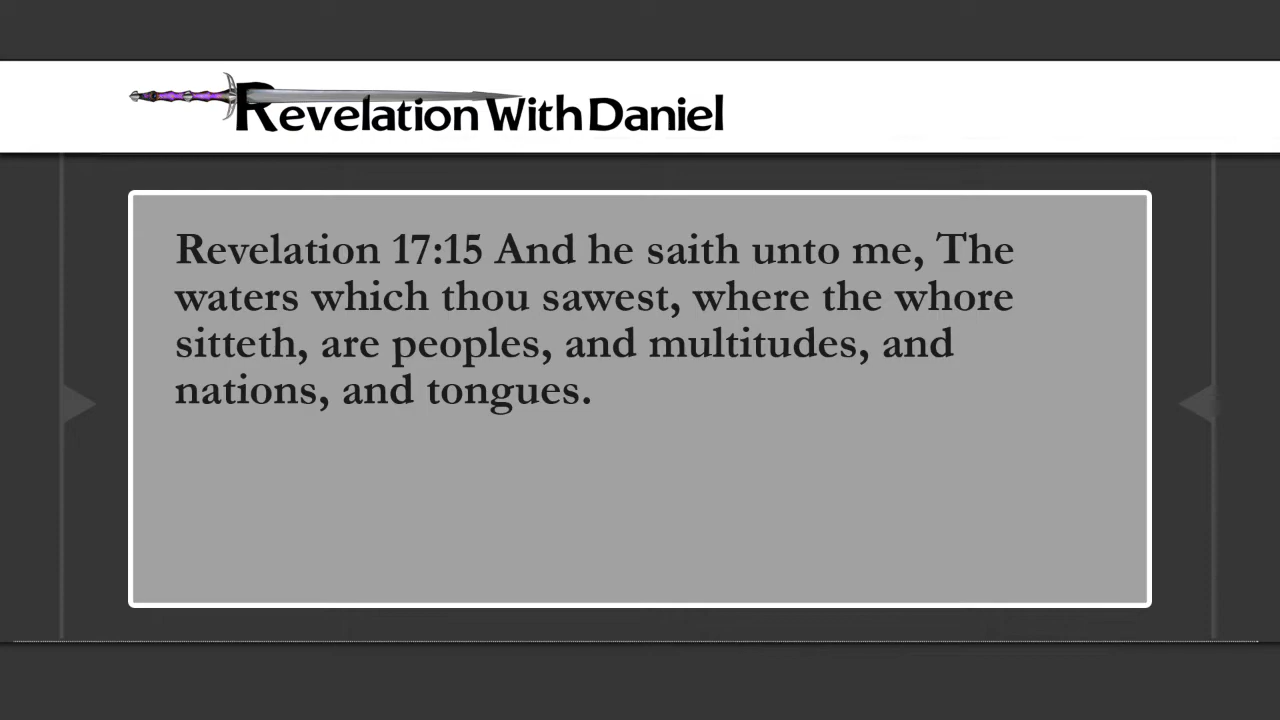 Revelation With Daniel
Revelation 17:15 And he saith unto me, The
waters which thou sawest, where the whore
sitteth, are peoples, and multitudes, and
nations, and tongues.